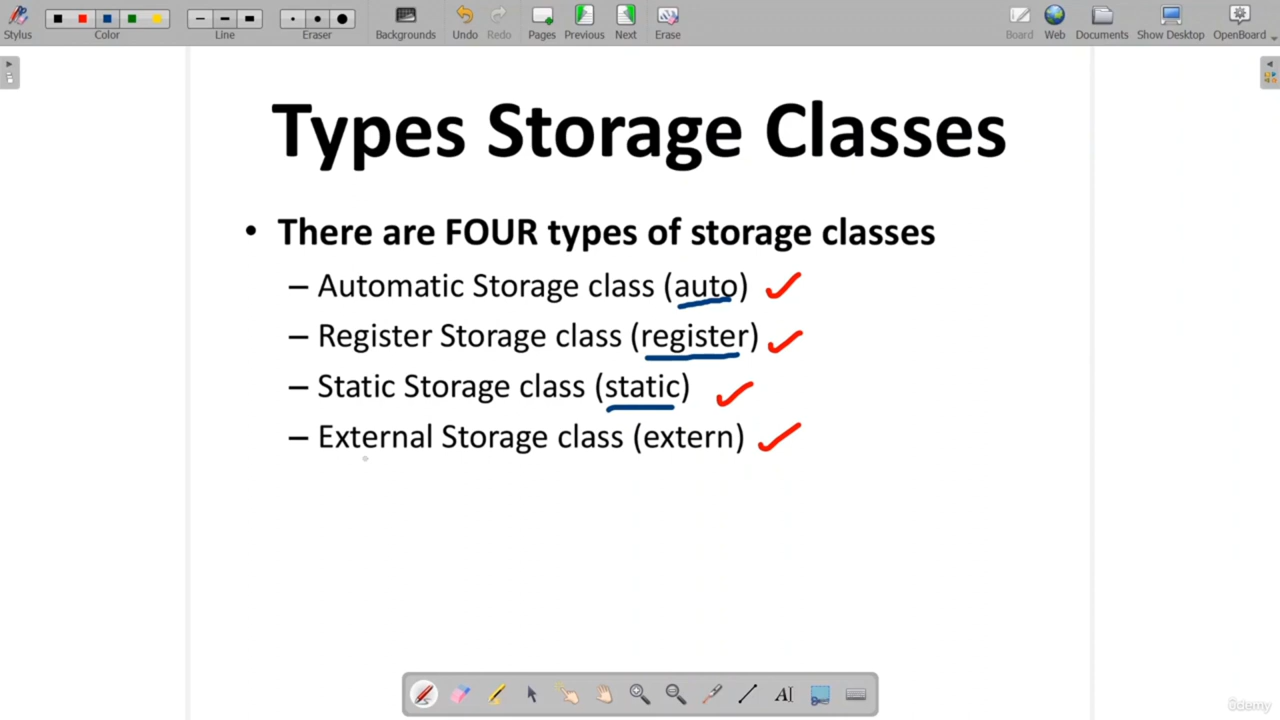 Stylus Color Line Eraser Backgrounds Undo Redo Pages Previous Next Erase Board Web Documents Show Desktop OpenBoard
Types Storage Classes
• There are FOUR types of storage classes
– Automatic Storage class (auto)
– Register Storage class (register)
– Static Storage class (static)
– External Storage class (extern)
AI
ûdemy